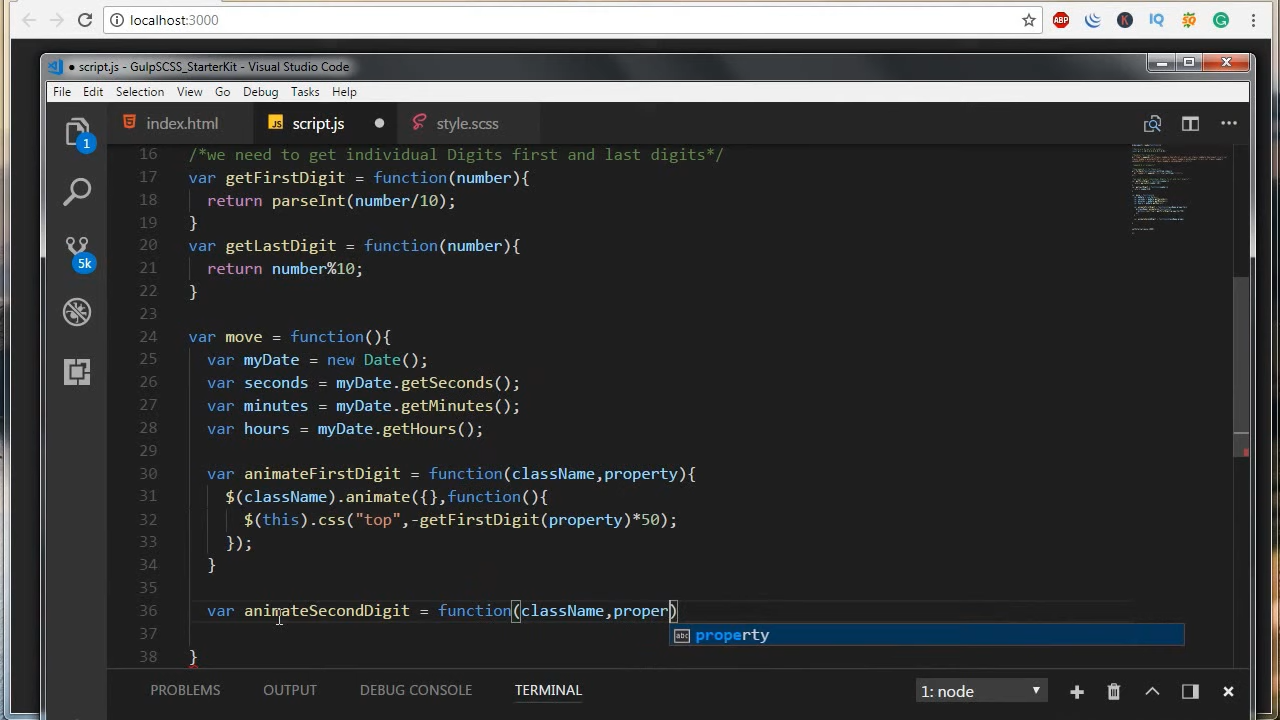 localhost:3000
ABP
K
IQ
script.js - GulpSCSS_StarterKit - Visual Studio Code
File Edit Selection View Go Debug Tasks Help
index.html JS script.js style.scss
1
5k
16 /*we need to get individual Digits first and last digits*/
17 var getFirstDigit = function(number){
18 return parseInt(number/10);
19 }
20 var getLastDigit = function(number){
21 return number%10;
22 }
23
24 var move = function(){
25 var myDate = new Date();
26 var seconds = myDate.getSeconds();
27 var minutes = myDate.getMinutes();
28 var hours = myDate.getHours();
29
30 var animateFirstDigit = function(className,property){
31 $(className).animate({},function(){
32 $(this).css("top",-getFirstDigit(property)*50);
33 });
34 }
35
36 var animateSecondDigit = function(className,proper)
37 abc property
38 }
PROBLEMS OUTPUT DEBUG CONSOLE TERMINAL 1: node